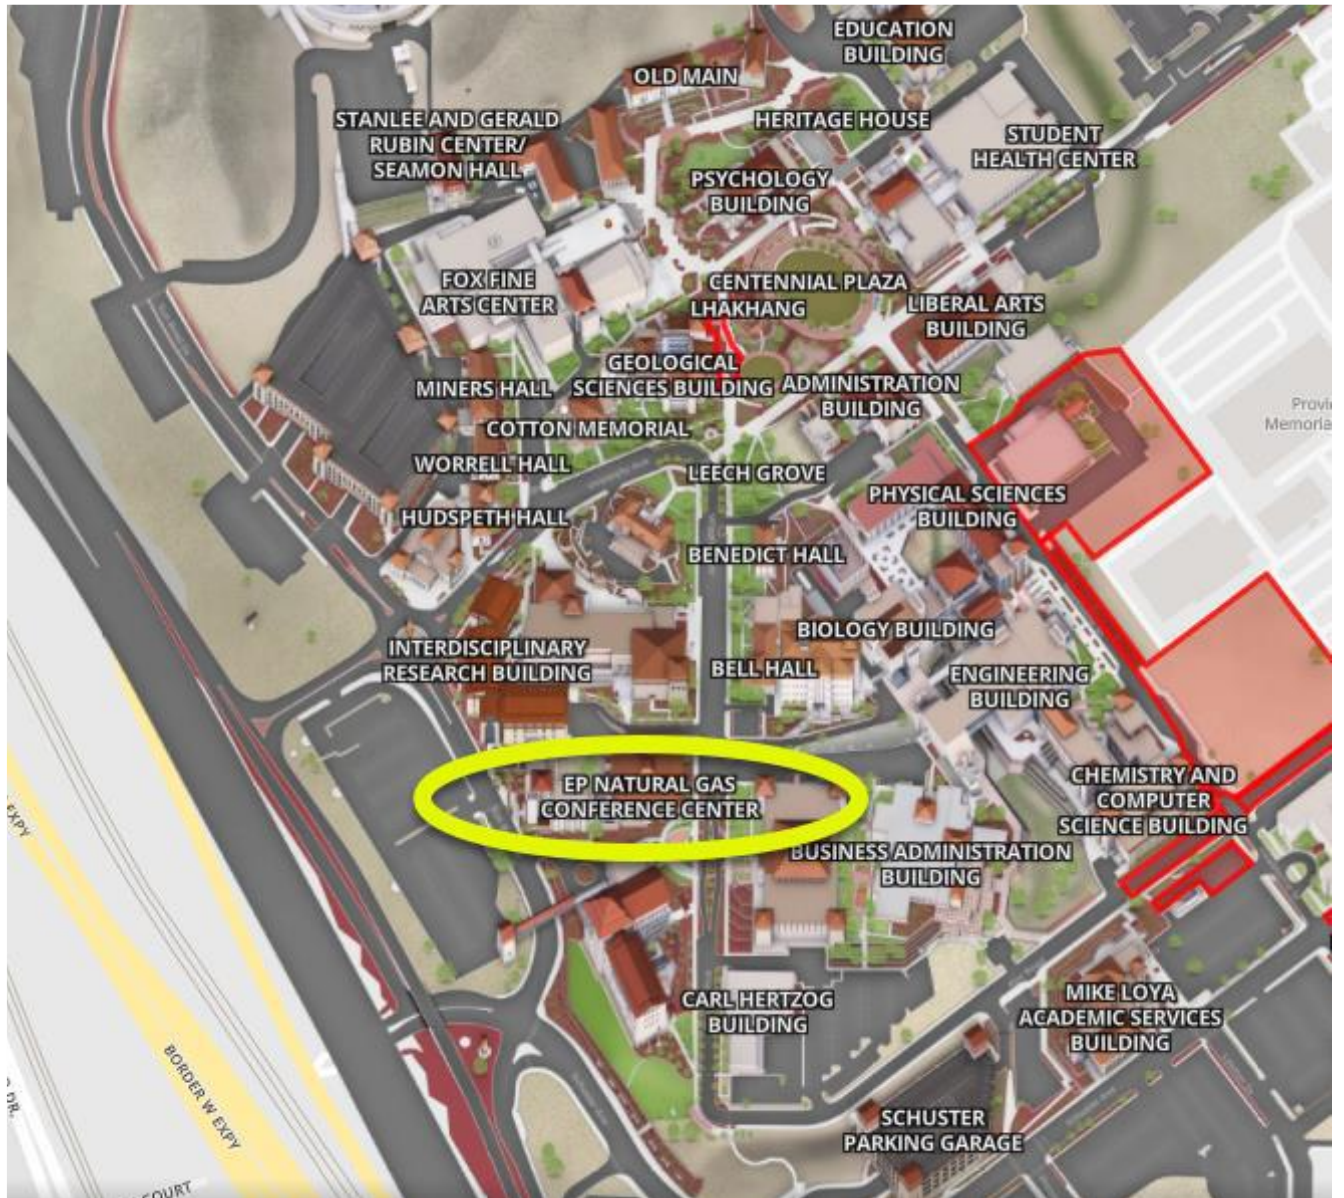 EDUCATION
BUILDING
OLD MAIN
STANLEE AND GERALD
RUBIN CENTER/
SEAMON HALL
HERITAGE HOUSE
STUDENT
HEALTH CENTER
PSYCHOLOGY
BUILDING
FOX FINE
ARTS CENTER
CENTENNIAL PLAZA
LHAKHANG
LIBERAL ARTS
BUILDING
GEOLOGICAL
SCIENCES BUILDING
MINERS HALL
ADMINISTRATION
BUILDING
COTTON MEMORIAL
WORRELL HALL
LEECH GROVE
HUDSPETH HALL
PHYSICAL SCIENCES
BUILDING
BENEDICT HALL
BIOLOGY BUILDING
INTERDISCIPLINARY
RESEARCH BUILDING
BELL HALL
ENGINEERING
BUILDING
EP NATURAL GAS
CONFERENCE CENTER
CHEMISTRY AND
COMPUTER
SCIENCE BUILDING
BUSINESS ADMINISTRATION
BUILDING
EXPY
CARL HERTZOG
BUILDING
MIKE LOYA
ACADEMIC SERVICES
BUILDING
BORDER W EXPY
DR.
SCHUSTER
PARKING GARAGE
COURT